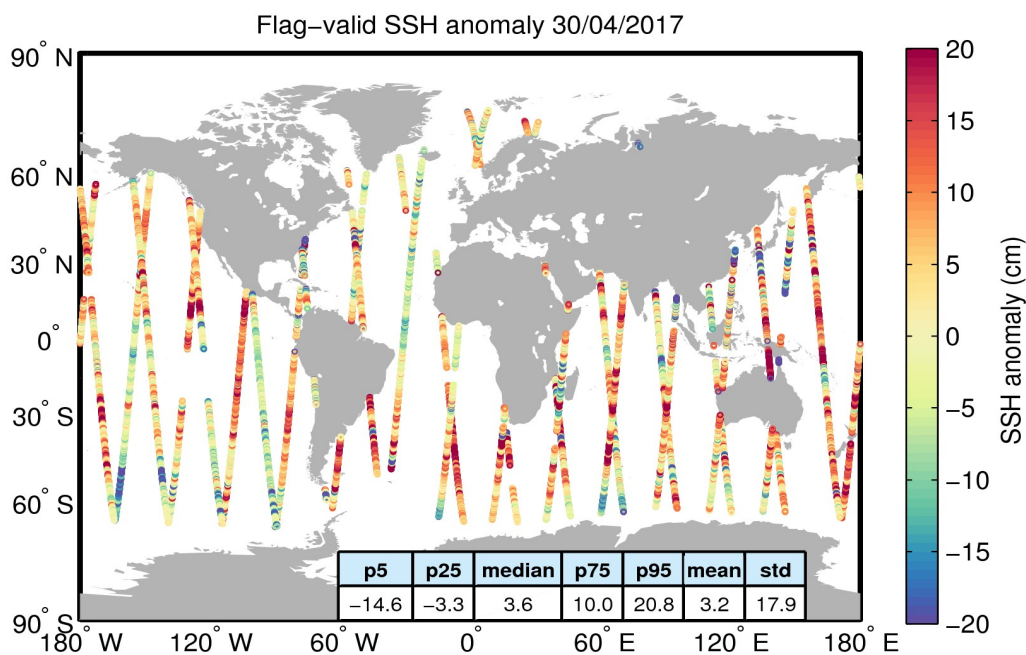 Flag−valid SSH anomaly 30/04/2017
90° N
60° N
30° N
0°
30° S
60° S
90° S
180° W
120° W
60° W
0°
60° E
120° E
180° E
p5 p25 median p75 p95 mean std
−14.6 −3.3 3.6 10.0 20.8 3.2 17.9
20
15
10
5
0
−5
−10
−15
−20
SSH anomaly (cm)